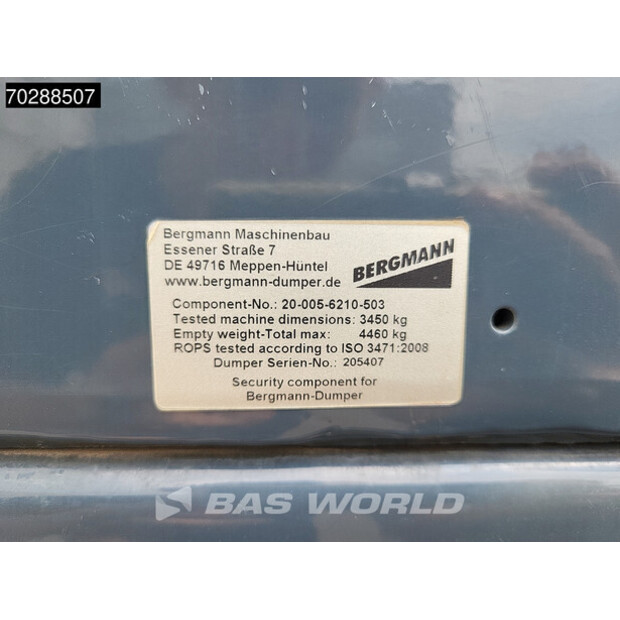 70288507
Bergmann Maschinenbau
Essener Straße 7
DE 49716 Meppen-Hüntel
www.bergmann-dumper.de
BERGMANN
Component-No.: 20-005-6210-503
Tested machine dimensions: 3450 kg
Empty weight-Total max: 4460 kg
ROPS tested according to ISO 3471:2008
Dumper Serien-No.: 205407
Security component for
Bergmann-Dumper
BAS WORLD